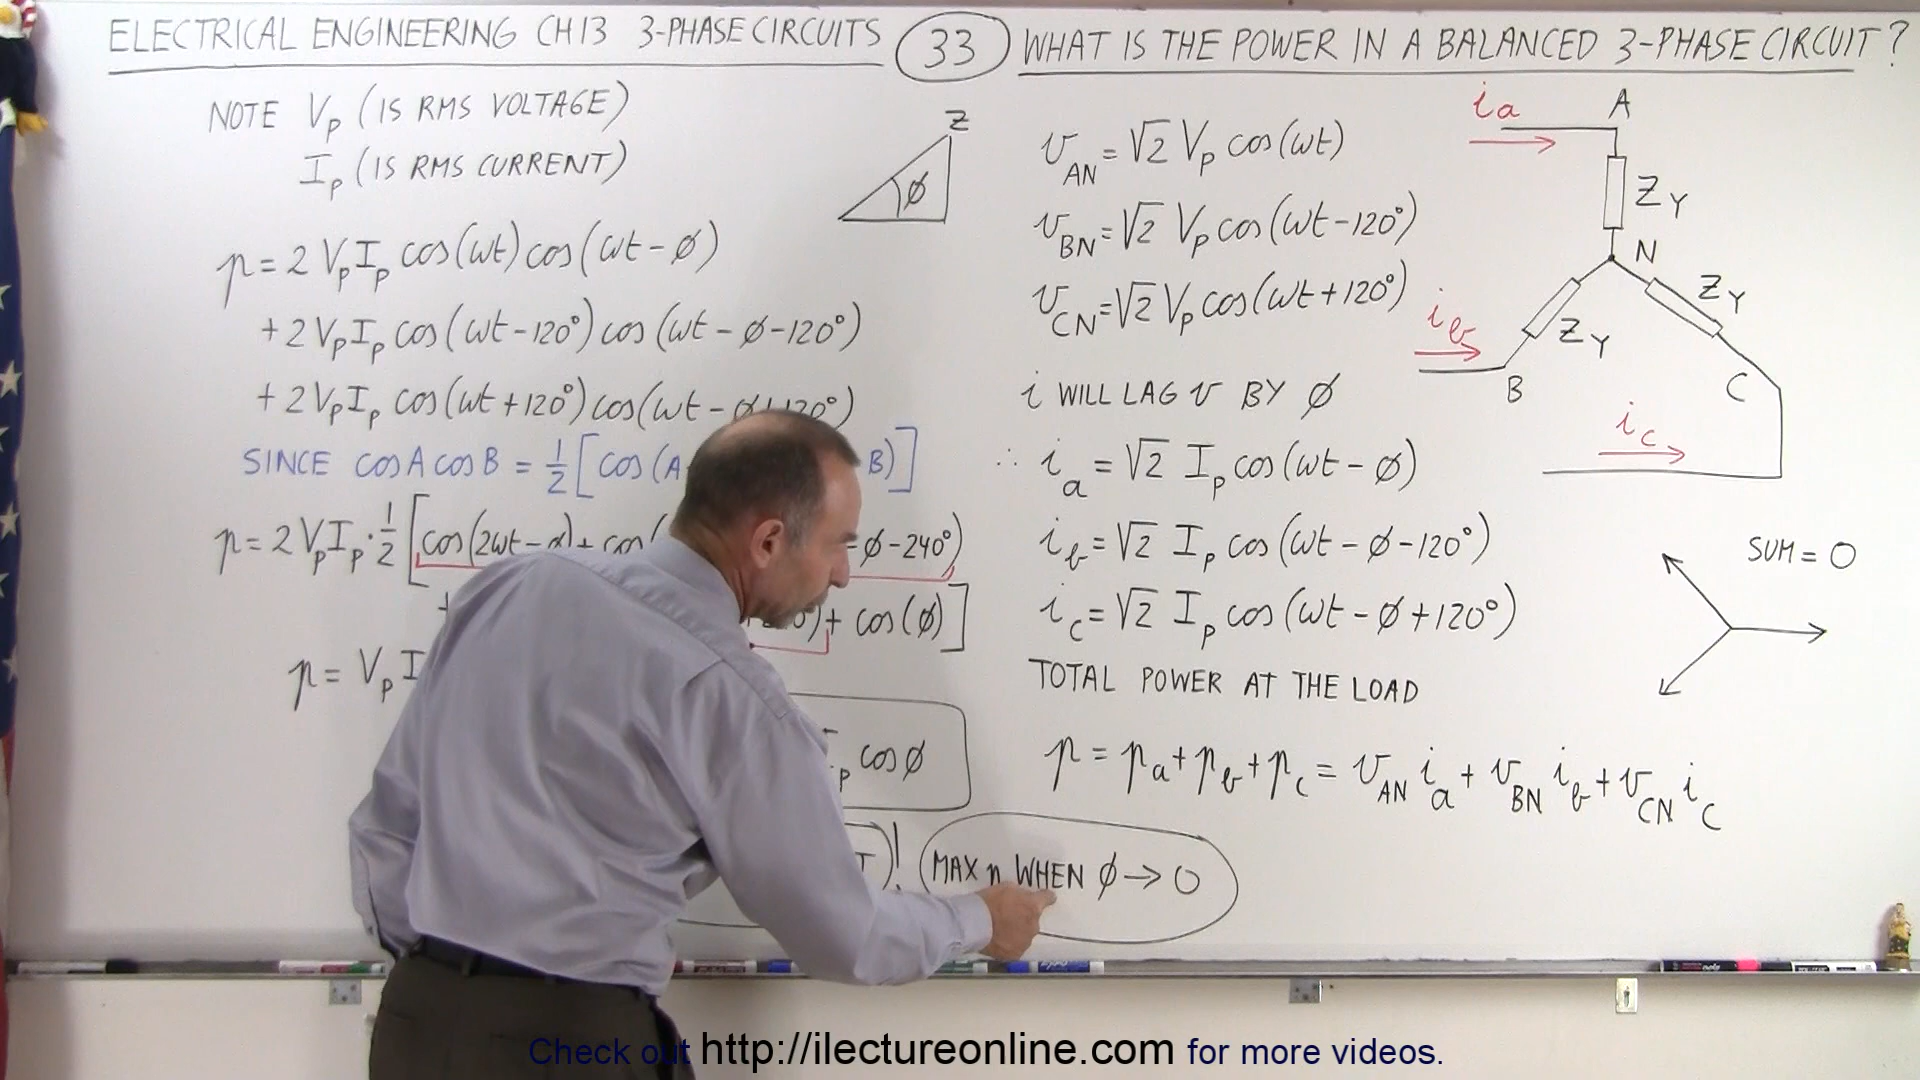 ELECTRICAL ENGINEERING CH13 3-PHASE CIRCUITS 33 WHAT IS THE POWER IN A BALANCED 3-PHASE CIRCUIT?
NOTE Vp (IS RMS VOLTAGE)
Ip (IS RMS CURRENT)
p = 2 VpIp cos(ωt) cos(ωt - ø)
+ 2 VpIp cos(ωt - 120°) cos(ωt - ø - 120°)
+ 2 VpIp cos(ωt + 120°) cos(ωt - ø + 120°)
SINCE cosA cosB = 1/2 [cos(A B)]
p = 2 VpIp · 1/2 [cos(2ωt - ø) + cos( - ø - 240°)
+ cos(ø)]
p = Vp I
p cosø
)!
MAX p WHEN ø → 0
Z
ø
vAN = √2 Vp cos(ωt)
vBN = √2 Vp cos(ωt - 120°)
vCN = √2 Vp cos(ωt + 120°)
i WILL LAG v BY ø
∴ ia = √2 Ip cos(ωt - ø)
ib = √2 Ip cos(ωt - ø - 120°)
ic = √2 Ip cos(ωt - ø + 120°)
TOTAL POWER AT THE LOAD
p = pa + pb + pc = vAN ia + vBN ib + vCN ic
ia A
ZY
N
ZY
ib
ZY
B C
ic
SUM = 0
Check out http://ilectureonline.com for more videos.